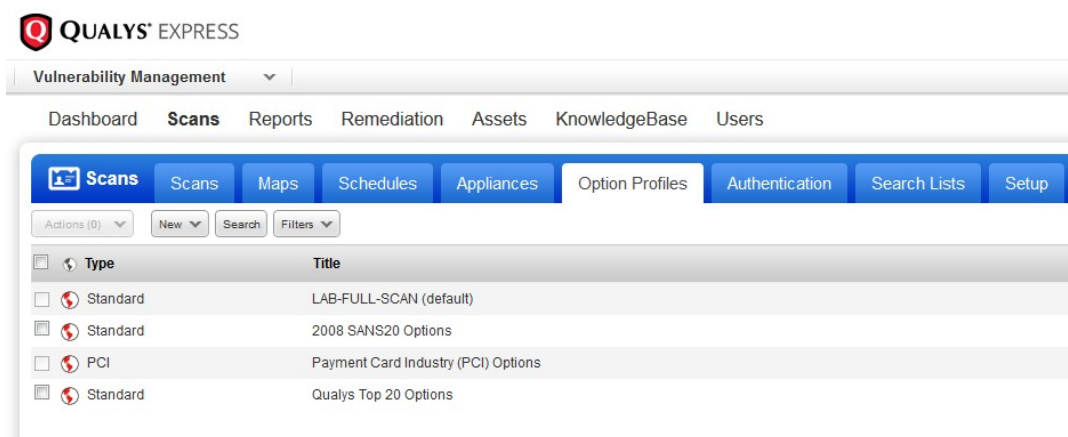 QUALYS® EXPRESS
Vulnerability Management
Dashboard Scans Reports Remediation Assets KnowledgeBase Users
Scans Scans Maps Schedules Appliances Option Profiles Authentication Search Lists Setup
Actions (0) New Search Filters
Type Title
Standard LAB-FULL-SCAN (default)
Standard 2008 SANS20 Options
PCI Payment Card Industry (PCI) Options
Standard Qualys Top 20 Options